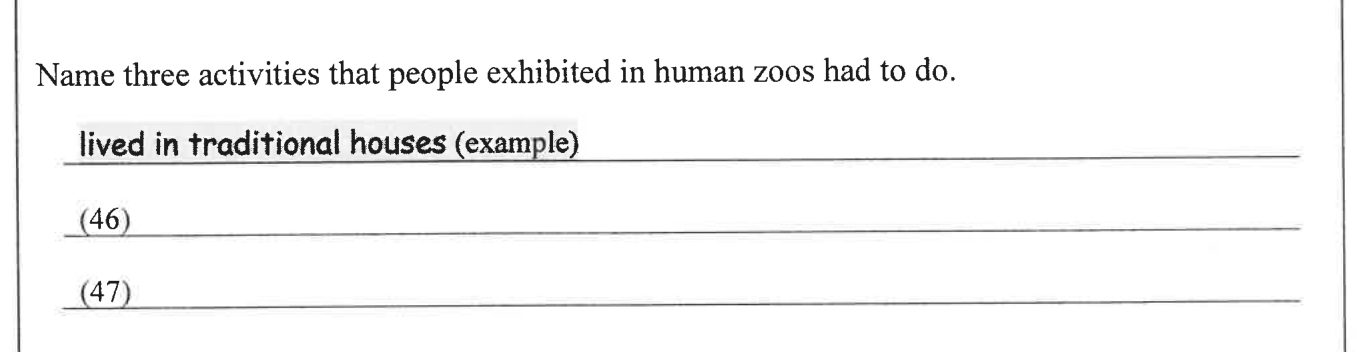 Name three activities that people exhibited in human zoos had to do.
lived in traditional houses (example)
(46)
(47)